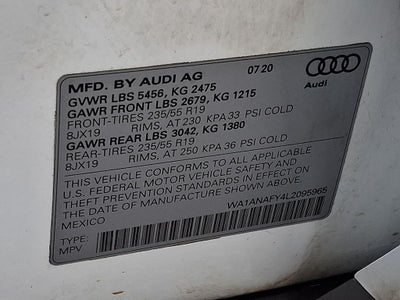 MFD. BY AUDI AG 07/20
GVWR LBS 5456, KG 2475
GAWR FRONT LBS 2679, KG 1215
FRONT-TIRES 235/55 R19
8JX19 RIMS, AT 230 KPA 33 PSI COLD
GAWR REAR LBS 3042, KG 1380
REAR-TIRES 235/55 R19
8JX19 RIMS, AT 250 KPA 36 PSI COLD
THIS VEHICLE CONFORMS TO ALL APPLICABLE
U.S. FEDERAL MOTOR VEHICLE SAFETY AND
THEFT PREVENTION STANDARDS IN EFFECT ON
THE DATE OF MANUFACTURE SHOWN ABOVE
MEXICO
Audi
WA1ANAFY4L2095965
TYPE:
MPV